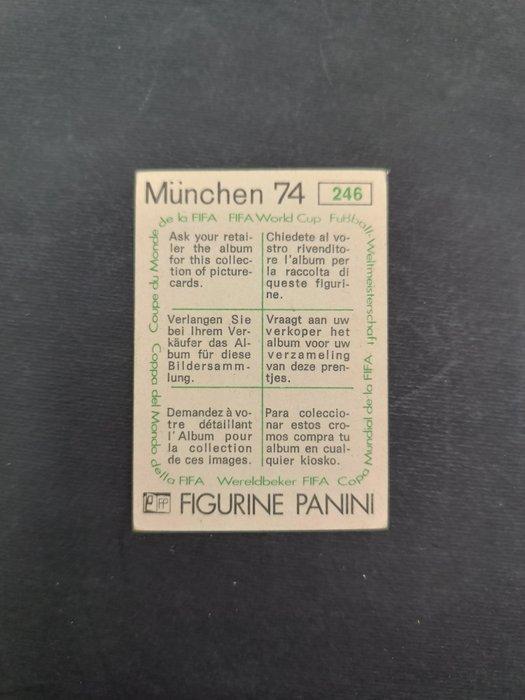 München 74 246
Coupe du Monde de la FIFA FIFA World Cup Fußball-Weltmeisterschaft
Ask your retai-
ler the album
for this collec-
tion of picture-
cards.
Chiedete al vo-
stro rivendito-
re l'album per
la raccolta di
queste figuri-
ne.
Verlangen Sie
bei Ihrem Ver-
käufer das Al-
bum für diese
Bildersamm-
lung.
Vraagt aan uw
verkoper het
album voor uw
verzameling
van deze pren-
tjes.
Demandez à vo-
tre détaillant
l'Album pour
la collection
de ces images.
Para coleccio-
nar estos cro-
mos compra tu
album en cual-
quier kiosko.
Coppa del Mondo della FIFA Wereldbeker FIFA Copa Mundial de la FIFA
FP FIGURINE PANINI